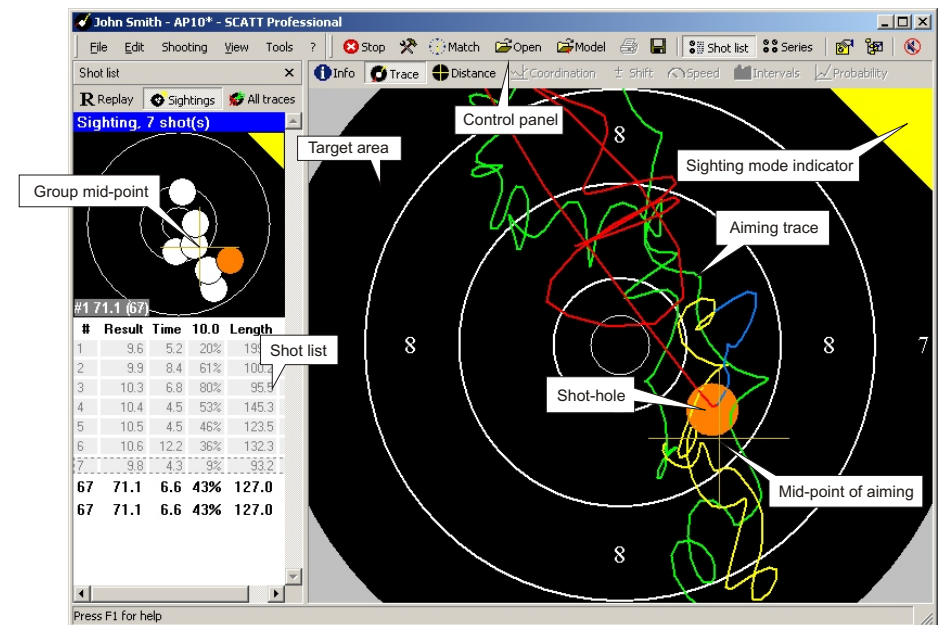 John Smith - AP10* - SCATT Professional
File Edit Shooting View Tools ? Stop Match Open Model Shot list Series
Shot list × Info Trace Distance Coordination ± Shift Speed Intervals Probability
R Replay Sightings All traces
Sighting, 7 shot(s)
Control panel
8
Target area
Sighting mode indicator
Group mid-point
Aiming trace
#1 71.1 (67)
# Result Time 10.0 Length
1 9.6 5.2 20%
Shot list
2 9.9 8.4 61% 100.2
3 10.3 6.8 80% 95.5
4 10.4 4.5 53% 145.3
5 10.5 4.5 46% 123.5
6 10.6 12.2 36% 132.3
7 9.8 4.3 9% 93.2
67 71.1 6.6 43% 127.0
67 71.1 6.6 43% 127.0
8 8 7
Shot-hole
Mid-point of aiming
8
Press F1 for help